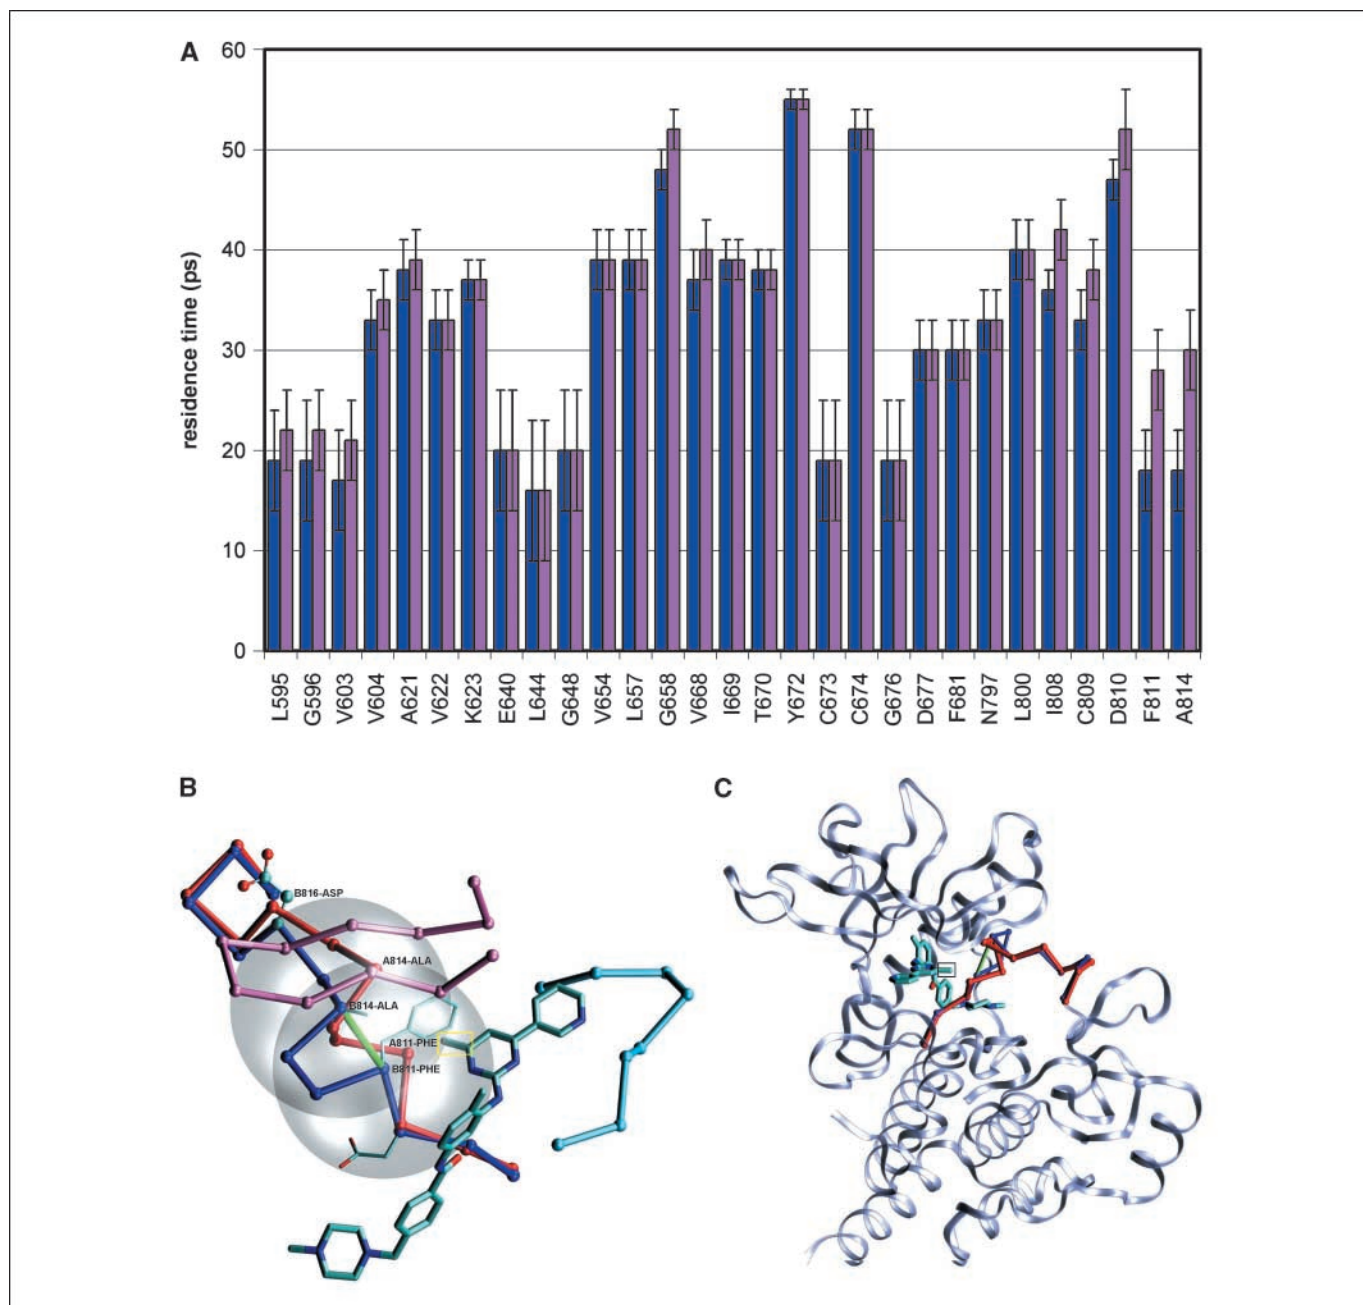 A
60
50
40
30
20
10
0
residence time (ps)
L595 G596 V603 V604 A621 V622 K623 E640 L644 G648 V654 L657 G658 V668 I669 T670 Y672 C673 C674 G676 D677 F681 N797 L800 I808 C809 D810 F811 A814
B
B816-ASP
A814-ALA
B814-ALA
A811-PHE
B811-PHE
C